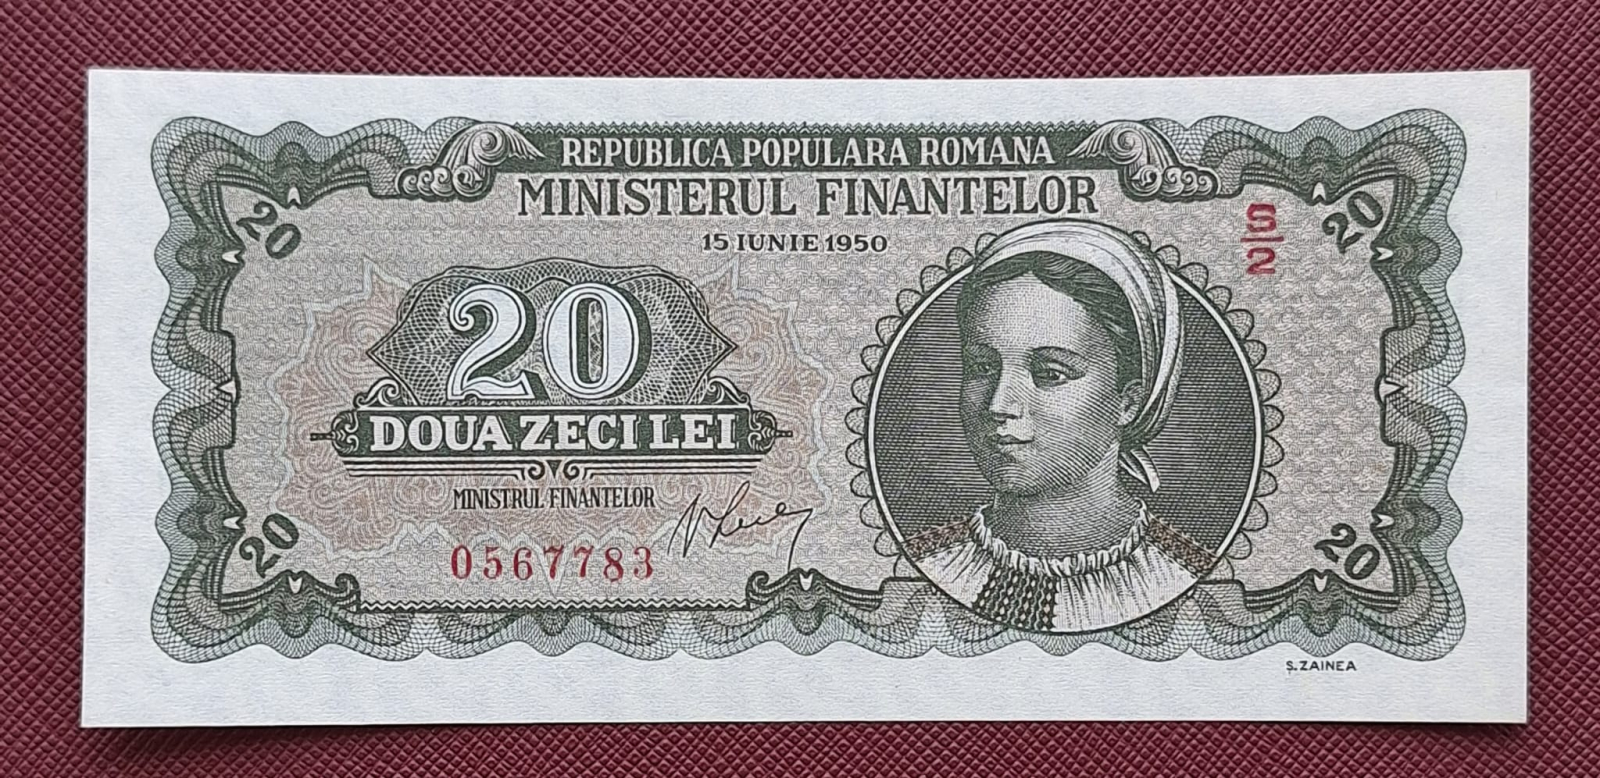 REPUBLICA POPULARA ROMANA
MINISTERUL FINANTELOR
15 IUNIE 1950
20
20
S/2
20
DOUA ZECI LEI
MINISTRUL FINANTELOR
0567783
20
20
Ș. ZAINEA